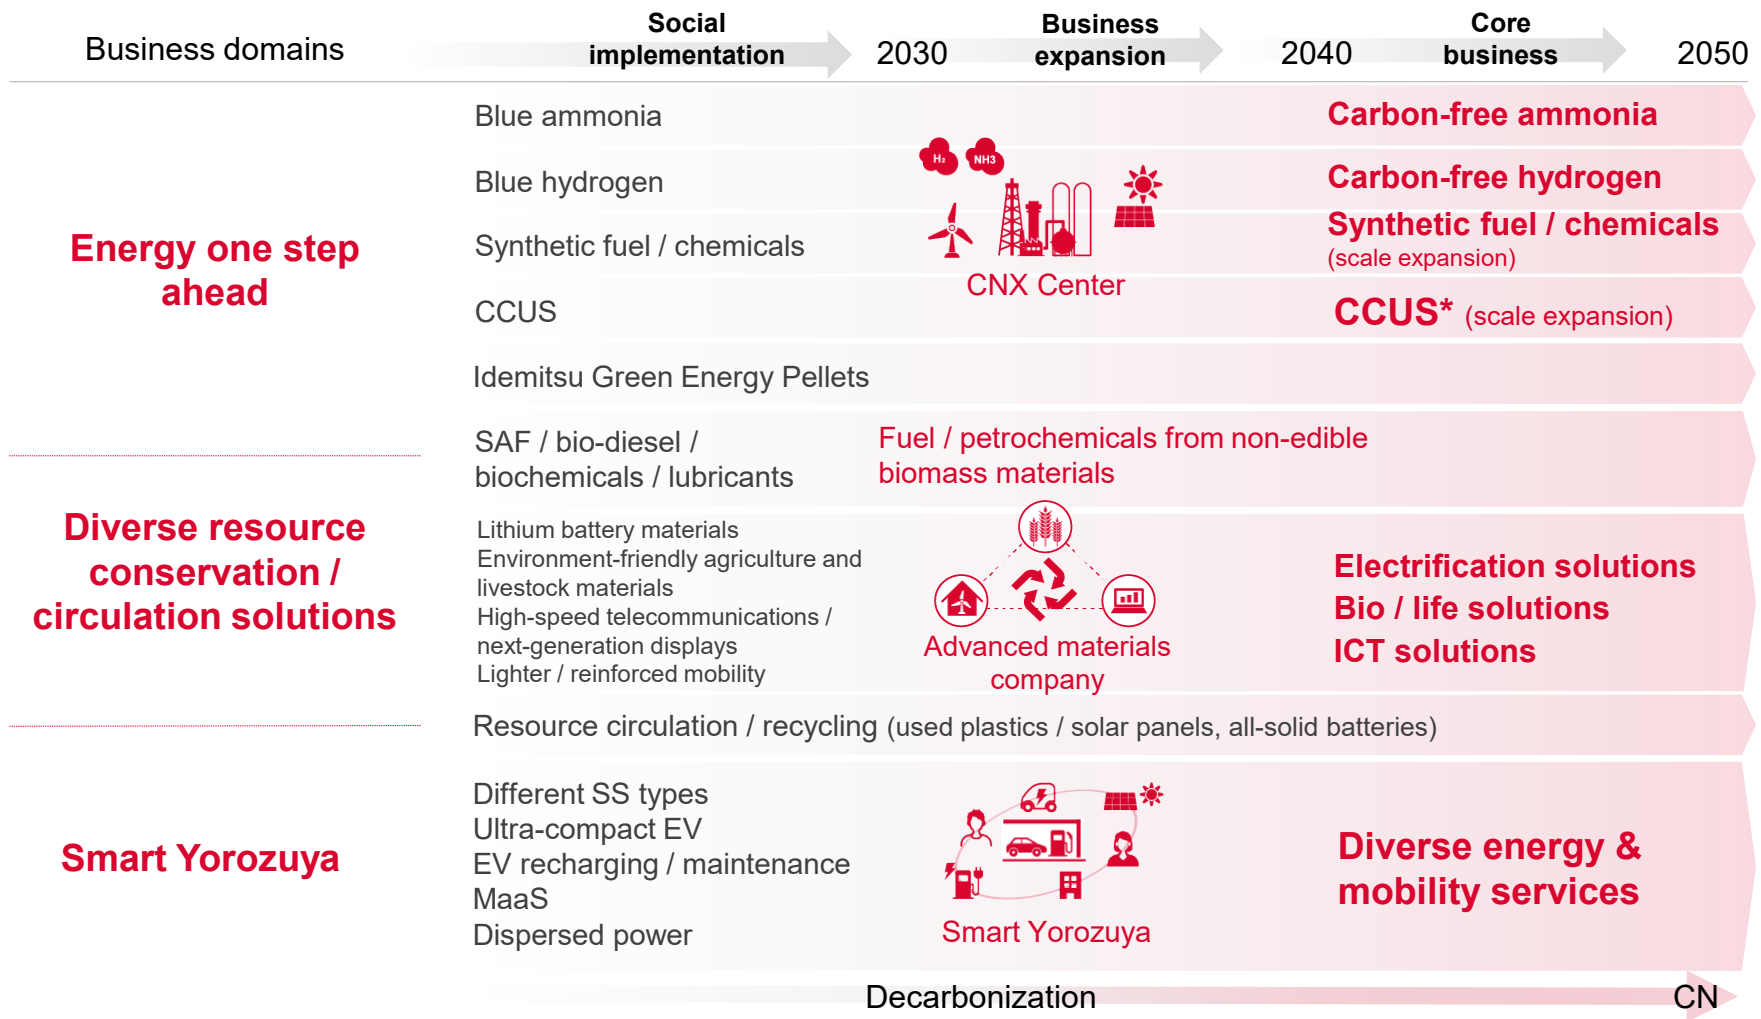 Business domains
Social
implementation
2030
Business
expansion
2040
Core
business
2050
Energy one step
ahead
Blue ammonia
Carbon-free ammonia
H₂
NH3
Blue hydrogen
Carbon-free hydrogen
Synthetic fuel / chemicals
Synthetic fuel / chemicals
(scale expansion)
CNX Center
CCUS
CCUS* (scale expansion)
Idemitsu Green Energy Pellets
SAF / bio-diesel /
biochemicals / lubricants
Fuel / petrochemicals from non-edible
biomass materials
Diverse resource
conservation /
circulation solutions
Lithium battery materials
Environment-friendly agriculture and
livestock materials
High-speed telecommunications /
next-generation displays
Lighter / reinforced mobility
Advanced materials
company
Electrification solutions
Bio / life solutions
ICT solutions
Resource circulation / recycling (used plastics / solar panels, all-solid batteries)
Smart Yorozuya
Different SS types
Ultra-compact EV
EV recharging / maintenance
MaaS
Dispersed power
Smart Yorozuya
Diverse energy &
mobility services
Decarbonization
CN